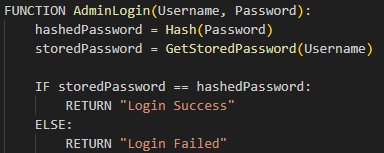 FUNCTION AdminLogin(Username, Password):
    hashedPassword = Hash(Password)
    storedPassword = GetStoredPassword(Username)

    IF storedPassword == hashedPassword:
        RETURN "Login Success"
    ELSE:
        RETURN "Login Failed"